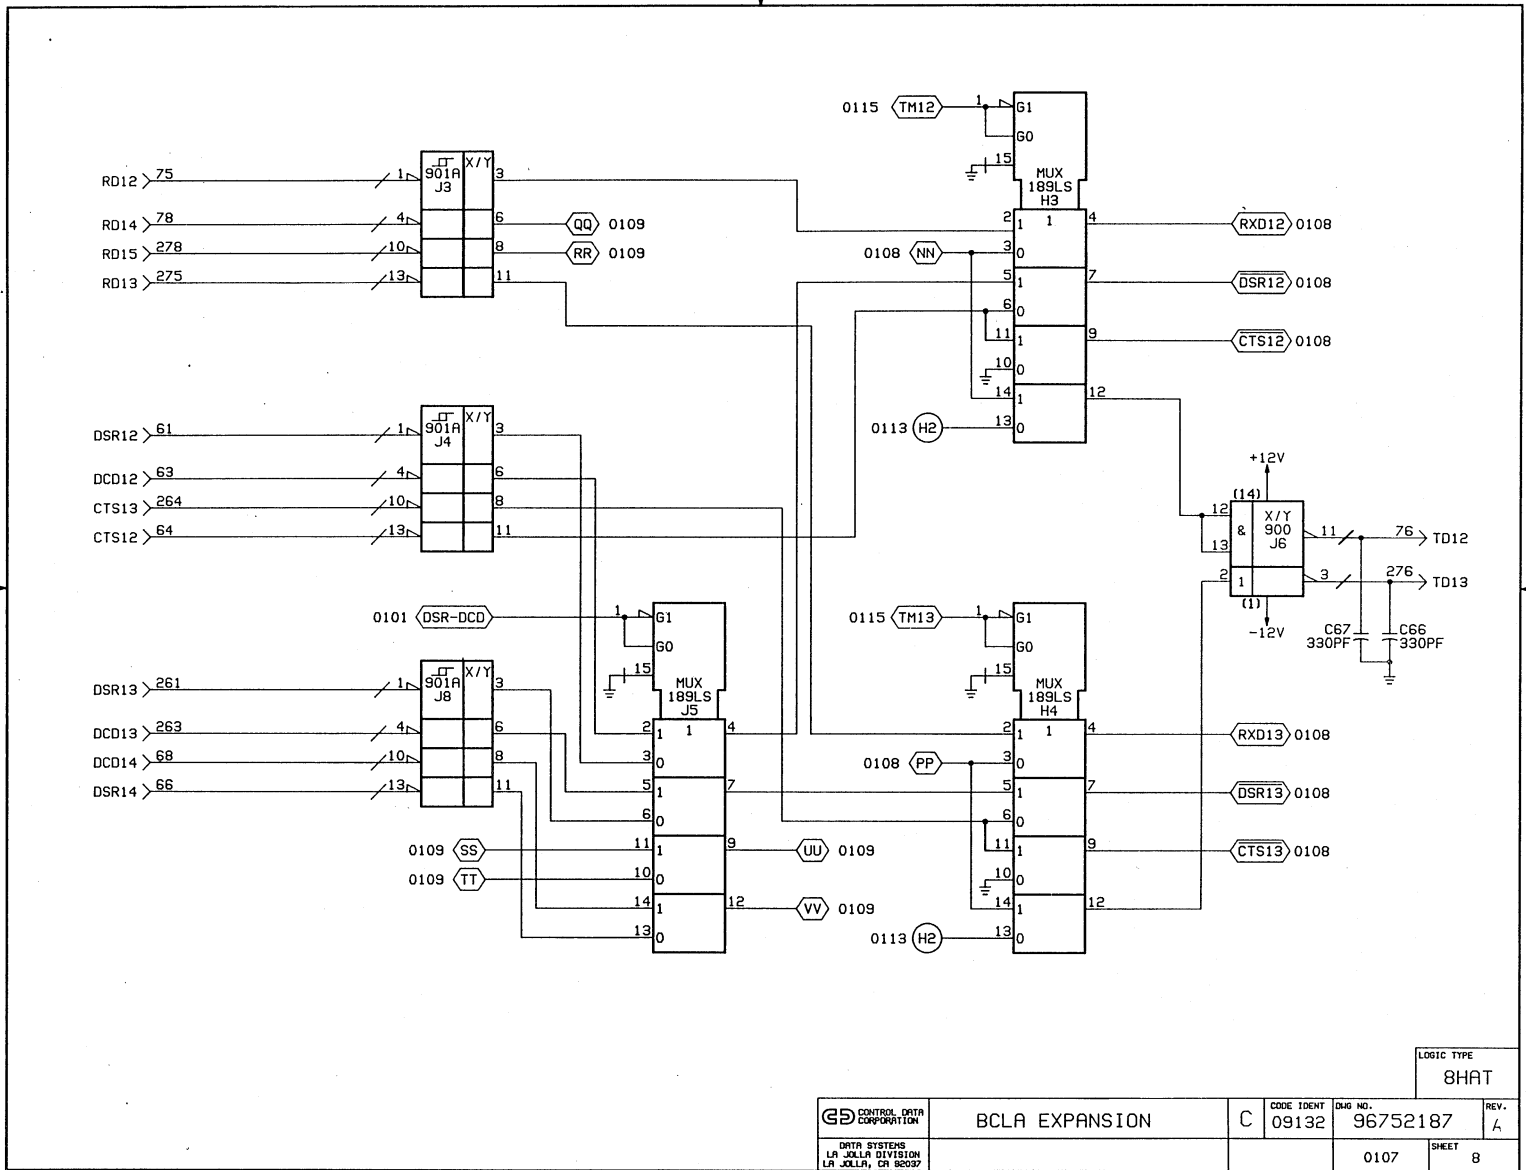 0115 TM12 1 G1
G0
15
MUX
189LS
H3
RD12 75 1 901A J3 X/Y 3
RD14 78 4 6 QQ 0109
RD15 278 10 8 RR 0109
RD13 275 13 11
2 1 1 4 RXD12 0108
0108 NN 3 0
5 1 7 DSR12 0108
6 0
11 1 9 CTS12 0108
10 0
14 1 12
0113 H2 13 0
DSR12 61 1 901A J4 X/Y 3
DCD12 63 4 6
CTS13 264 10 8
CTS12 64 13 11
+12V
(14)
12 & X/Y 900 J6 11 76 TD12
13
2 1 3 276 TD13
(1)
-12V
C67 330PF
C66 330PF
0101 DSR-DCD 1 G1
G0
15
MUX
189LS
J5
0115 TM13 1 G1
G0
15
MUX
189LS
H4
DSR13 261 1 901A J8 X/Y 3
DCD13 263 4 6
DCD14 68 10 8
DSR14 66 13 11
2 1 1 4
3 0
5 1 7
6 0
0109 SS 11 1 9 UU 0109
0109 TT 10 0
14 1 12 VV 0109
13 0
2 1 1 4 RXD13 0108
0108 PP 3 0
5 1 7 DSR13 0108
6 0
11 1 9 CTS13 0108
10 0
14 1 12
0113 H2 13 0
LOGIC TYPE
8HAT
CONTROL DATA
CORPORATION
BCLA EXPANSION
C
CODE IDENT
09132
DWG NO.
96752187
REV.
A
DATA SYSTEMS
LA JOLLA DIVISION
LA JOLLA, CA 92037
0107
SHEET 8